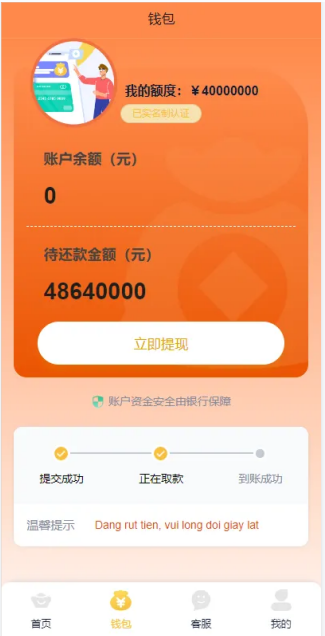 钱包
我的额度：￥40000000
已实名制认证
账户余额（元）
0
待还款金额（元）
48640000
立即提现
账户资金安全由银行保障
提交成功 正在取款 到账成功
温馨提示 Dang rut tien, vui long doi giay lat
首页 钱包 客服 我的